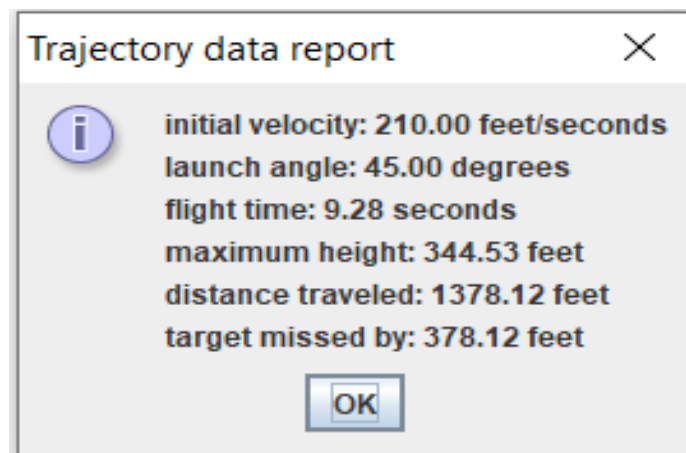 Trajectory data report
initial velocity: 210.00 feet/seconds
launch angle: 45.00 degrees
flight time: 9.28 seconds
maximum height: 344.53 feet
distance traveled: 1378.12 feet
target missed by: 378.12 feet
OK